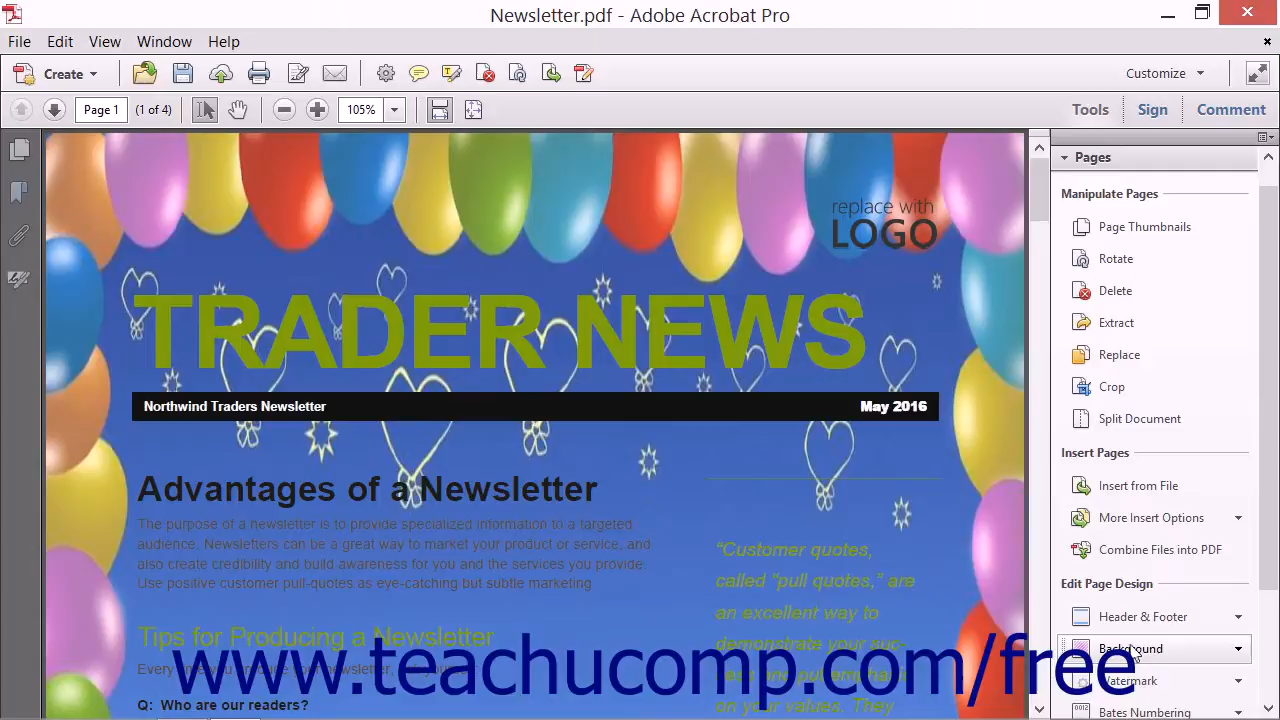 Newsletter.pdf - Adobe Acrobat Pro
File Edit View Window Help
Create Customize
Page 1 (1 of 4) 105% Tools Sign Comment
Pages
Manipulate Pages
Page Thumbnails
Rotate
Delete
Extract
Replace
Crop
Split Document
Insert Pages
Insert from File
More Insert Options
Combine Files into PDF
Edit Page Design
Header & Footer
Background
Watermark
Bates Numbering
replace with
LOGO
TRADER NEWS
Northwind Traders Newsletter May 2016
Advantages of a Newsletter
The purpose of a newsletter is to provide specialized information to a targeted
audience. Newsletters can be a great way to market your product or service, and
also create credibility and build awareness for you and the services you provide.
Use positive customer pull-quotes as eye-catching but subtle marketing
Tips for Producing a Newsletter
Q: Who are our readers?
"Customer quotes,
called "pull quotes," are
an excellent way to
demonstrate your suc-
on your values. They
www.teachucomp.com/free